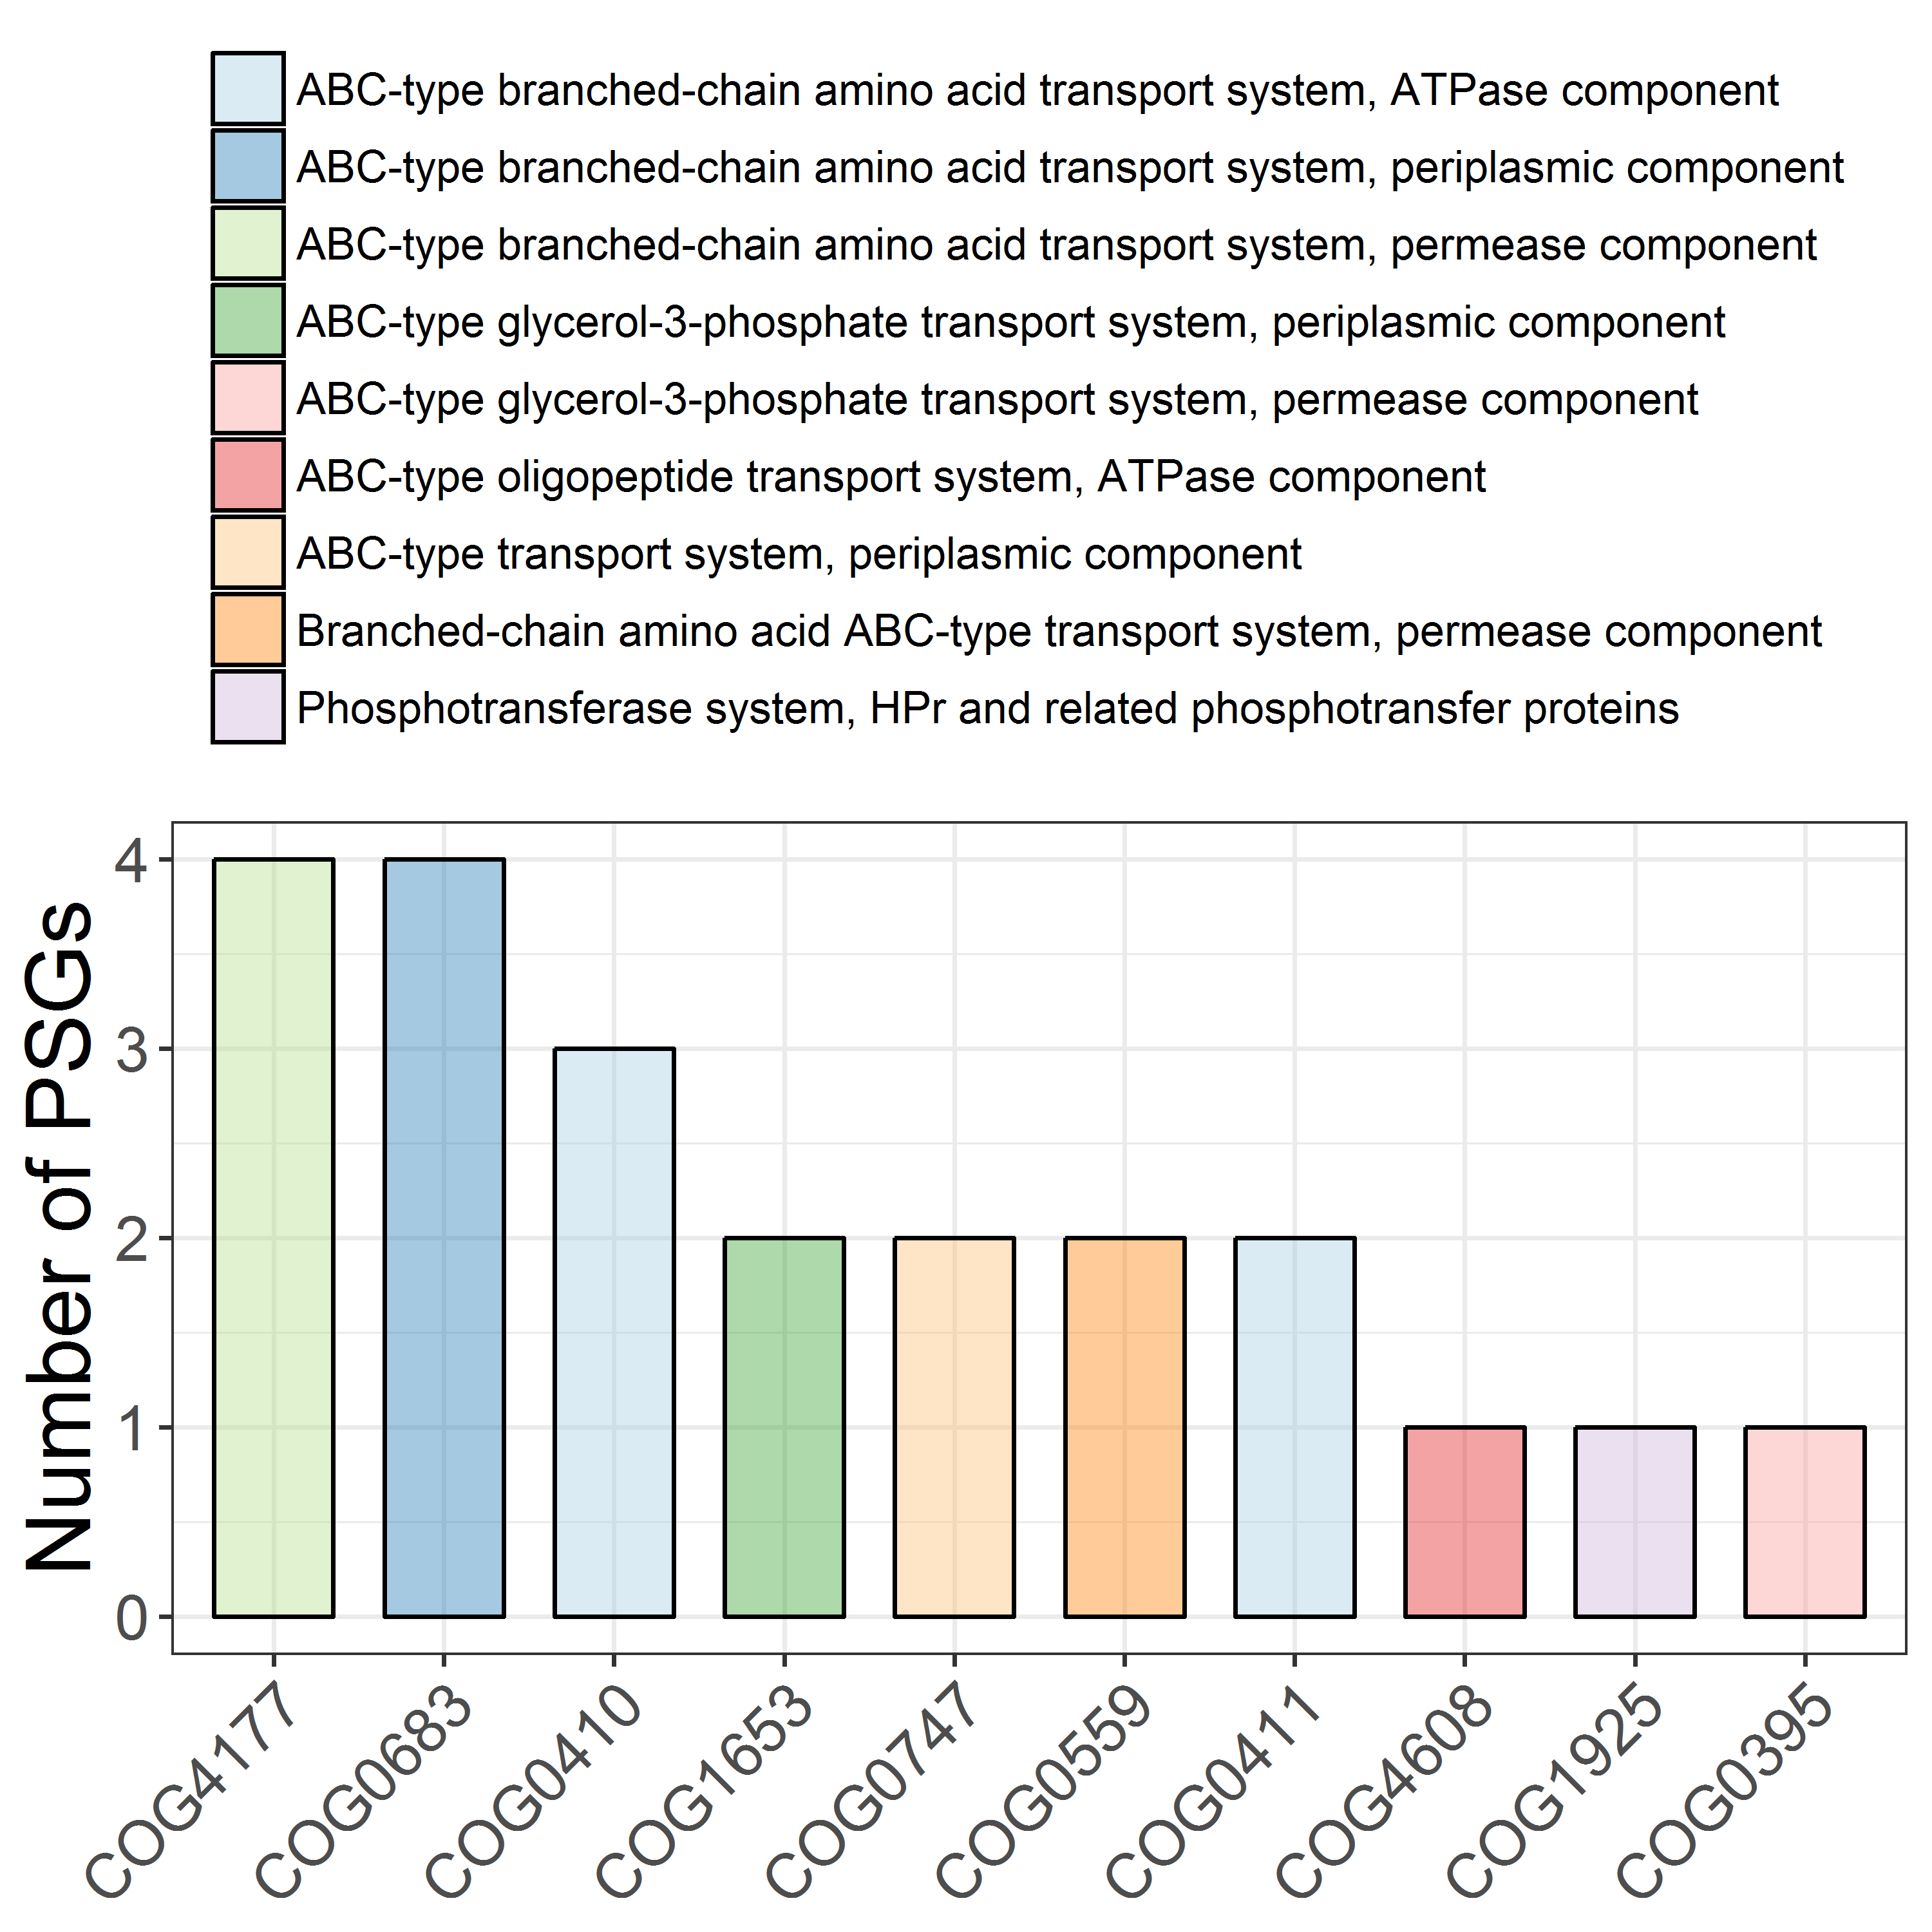 ABC-type branched-chain amino acid transport system, ATPase component
ABC-type branched-chain amino acid transport system, periplasmic component
ABC-type branched-chain amino acid transport system, permease component
ABC-type glycerol-3-phosphate transport system, periplasmic component
ABC-type glycerol-3-phosphate transport system, permease component
ABC-type oligopeptide transport system, ATPase component
ABC-type transport system, periplasmic component
Branched-chain amino acid ABC-type transport system, permease component
Phosphotransferase system, HPr and related phosphotransfer proteins
Number of PSGs
4
3
2
1
0
COG4177
COG0683
COG0410
COG1653
COG0747
COG0559
COG0411
COG4608
COG1925
COG0395